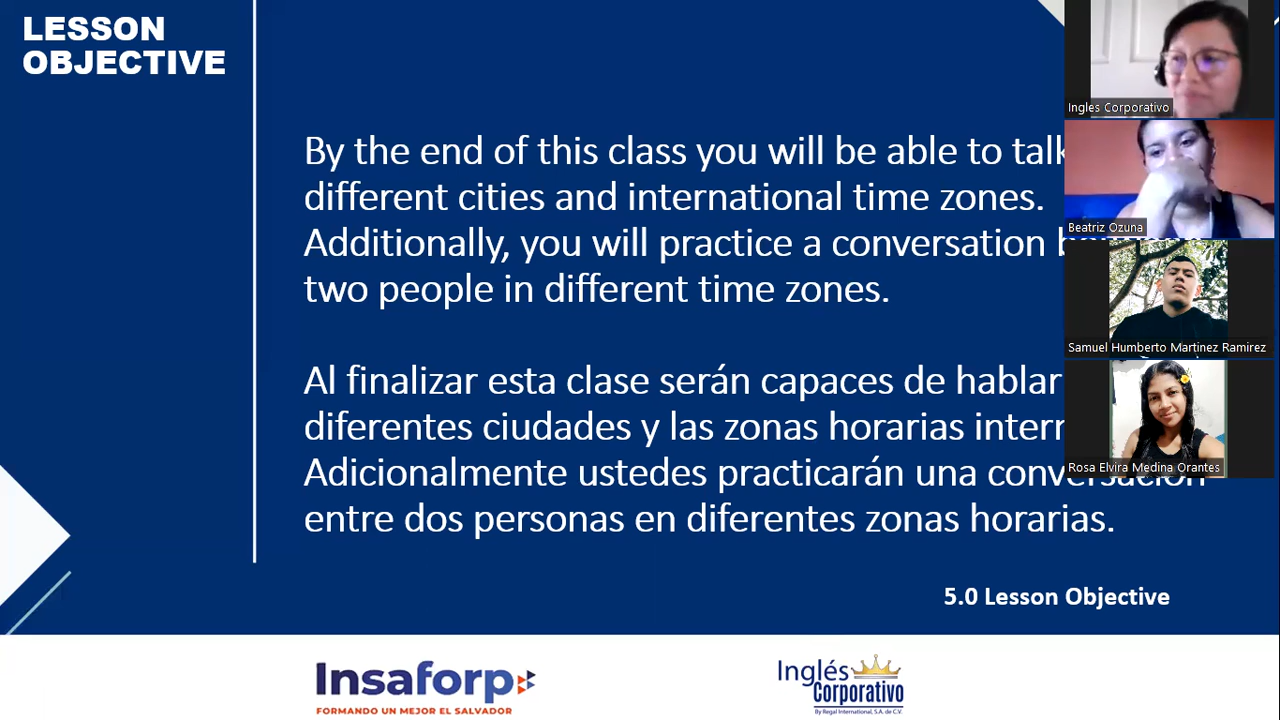 LESSON
OBJECTIVE
By the end of this class you will be able to talk
different cities and international time zones.
Additionally, you will practice a conversation
two people in different time zones.
Al finalizar esta clase serán capaces de hablar
diferentes ciudades y las zonas horarias
Adicionalmente ustedes practicarán una conversación
entre dos personas en diferentes zonas horarias.
5.0 Lesson Objective
Insaforp
FORMANDO UN MEJOR EL SALVADOR
Inglés
Corporativo
By Regal International, S.A. de C.V.
Ingles Corporativo
Beatriz Ozuna
Samuel Humberto Martinez Ramirez
Rosa Elvira Medina Orantes